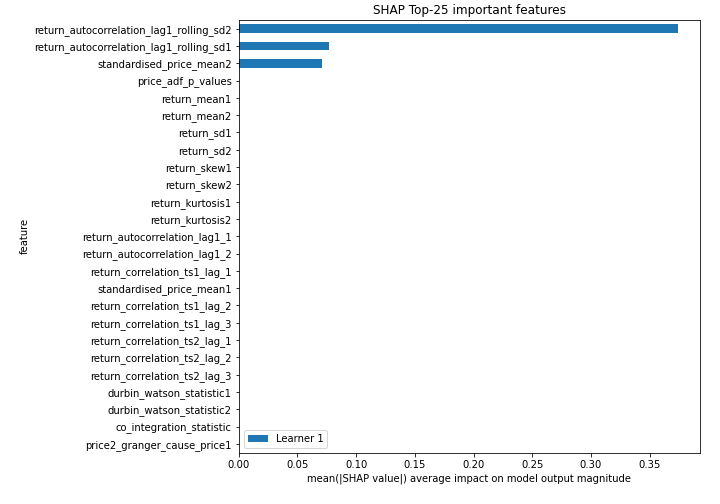 SHAP Top-25 important features
return_autocorrelation_lag1_rolling_sd2
return_autocorrelation_lag1_rolling_sd1
standardised_price_mean2
price_adf_p_values
return_mean1
return_mean2
return_sd1
return_sd2
return_skew1
return_skew2
return_kurtosis1
return_kurtosis2
return_autocorrelation_lag1_1
return_autocorrelation_lag1_2
return_correlation_ts1_lag_1
standardised_price_mean1
return_correlation_ts1_lag_2
return_correlation_ts1_lag_3
return_correlation_ts2_lag_1
return_correlation_ts2_lag_2
return_correlation_ts2_lag_3
durbin_watson_statistic1
durbin_watson_statistic2
co_integration_statistic
price2_granger_cause_price1
feature
Learner 1
0.00 0.05 0.10 0.15 0.20 0.25 0.30 0.35
mean(|SHAP value|) average impact on model output magnitude